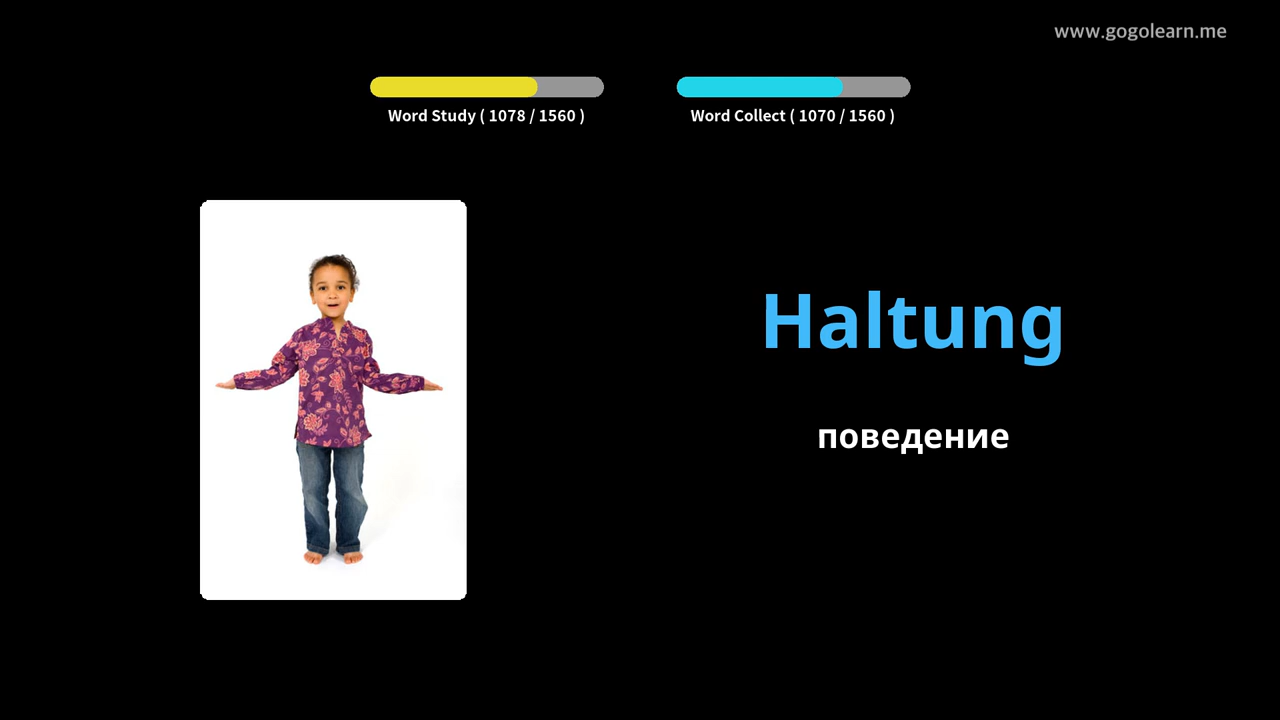 www.gogolearn.me
Word Study ( 1078 / 1560 )
Word Collect ( 1070 / 1560 )
Haltung
поведение